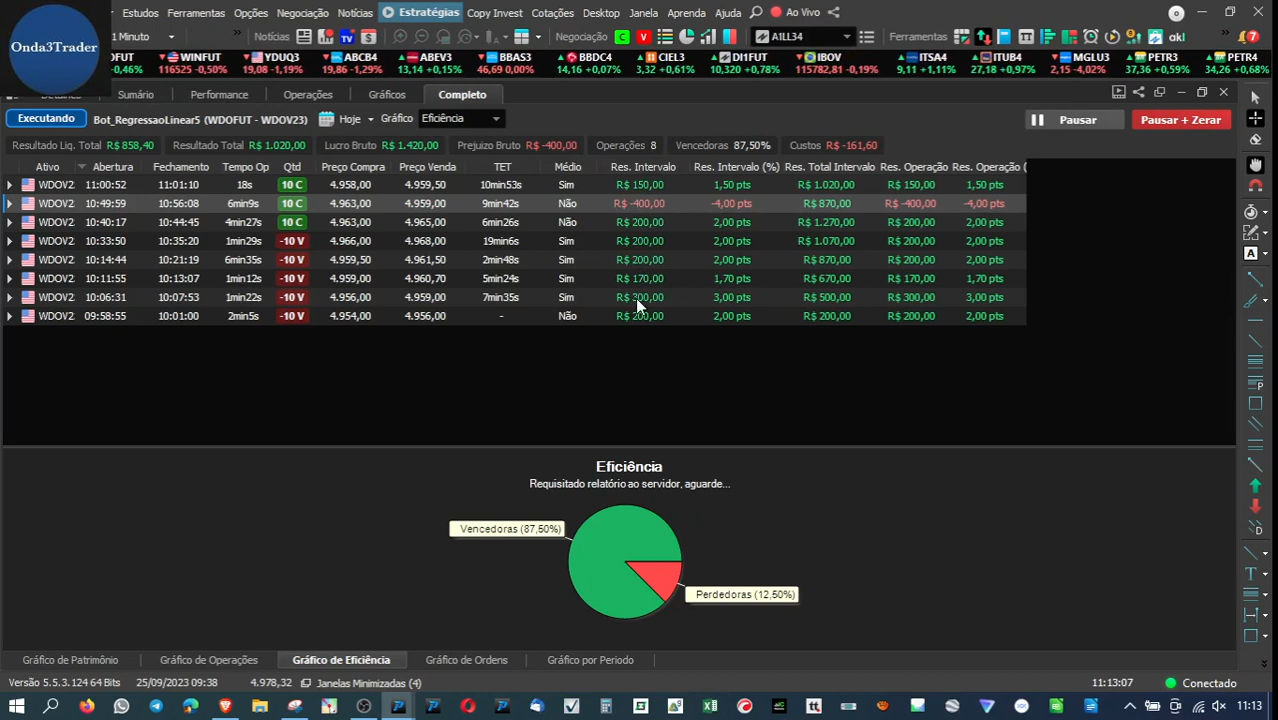 Estudos Ferramentas Opções Negociação Notícias Estratégias Copy Invest Cotações Desktop Janela Aprenda Ajuda Ao Vivo
Onda3Trader
Notícias Negociação C V A1LL34 Ferramentas akl 7
OFUT WINFUT YDUQ3 ABCB4 ABEV3 BBAS3 BBDC4 CIEL3 DI1FUT IBOV ITSA4 ITUB4 MGLU3 PETR3 PETR4
-0,46% 116525 -0,50% 19,08 -1,19% 19,86 -1,29% 13,14 +0,15% 46,69 0,00% 14,16 +0,07% 3,32 +0,61% 10,320 +0,78% 115782,81 -0,19% 9,11 +1,11% 27,18 +0,97% 2,15 -4,02% 37,36 +0,59% 34,26 +0,68%
Sumário Performance Operações Gráficos Completo
Executando Bot_RegressaoLinear5 (WDOFUT - WDOV23) Hoje Gráfico Eficiência Pausar Pausar + Zerar
Resultado Liq. Total R$ 858,40 Resultado Total R$ 1.020,00 Lucro Bruto R$ 1.420,00 Prejuizo Bruto R$ -400,00 Operações 8 Vencedoras 87,50% Custos R$ -161,60
Ativo Abertura Fechamento Tempo Op Qtd Preço Compra Preço Venda TET Médio Res. Intervalo Res. Intervalo (%) Res. Total Intervalo Res. Operação Res. Operação (
WDOV2 11:00:52 11:01:10 18s 10 C 4.958,00 4.959,50 10min53s Sim R$ 150,00 1,50 pts R$ 1.020,00 R$ 150,00 1,50 pts
WDOV2 10:49:59 10:56:08 6min9s 10 C 4.963,00 4.959,00 9min42s Não R$ -400,00 -4,00 pts R$ 870,00 R$ -400,00 -4,00 pts
WDOV2 10:40:17 10:44:45 4min27s 10 C 4.963,00 4.965,00 6min26s Não R$ 200,00 2,00 pts R$ 1.270,00 R$ 200,00 2,00 pts
WDOV2 10:33:50 10:35:20 1min29s -10 V 4.966,00 4.968,00 19min6s Sim R$ 200,00 2,00 pts R$ 1.070,00 R$ 200,00 2,00 pts
WDOV2 10:14:44 10:21:19 6min35s -10 V 4.959,50 4.961,50 2min48s Sim R$ 200,00 2,00 pts R$ 870,00 R$ 200,00 2,00 pts
WDOV2 10:11:55 10:13:07 1min12s -10 V 4.959,00 4.960,70 5min24s Sim R$ 170,00 1,70 pts R$ 670,00 R$ 170,00 1,70 pts
WDOV2 10:06:31 10:07:53 1min22s -10 V 4.956,00 4.959,00 7min35s Sim R$ 300,00 3,00 pts R$ 500,00 R$ 300,00 3,00 pts
WDOV2 09:58:55 10:01:00 2min5s -10 V 4.954,00 4.956,00 - Não R$ 200,00 2,00 pts R$ 200,00 R$ 200,00 2,00 pts
Eficiência
Requisitado relatório ao servidor, aguarde...
Vencedoras (87,50%)
Perdedoras (12,50%)
Gráfico de Patrimônio Gráfico de Operações Gráfico de Eficiência Gráfico de Ordens Gráfico por Periodo
Versão 5.5.3.124 64 Bits 25/09/2023 09:38 4.978,32 Janelas Minimizadas (4) 11:13:07 Conectado
11:13